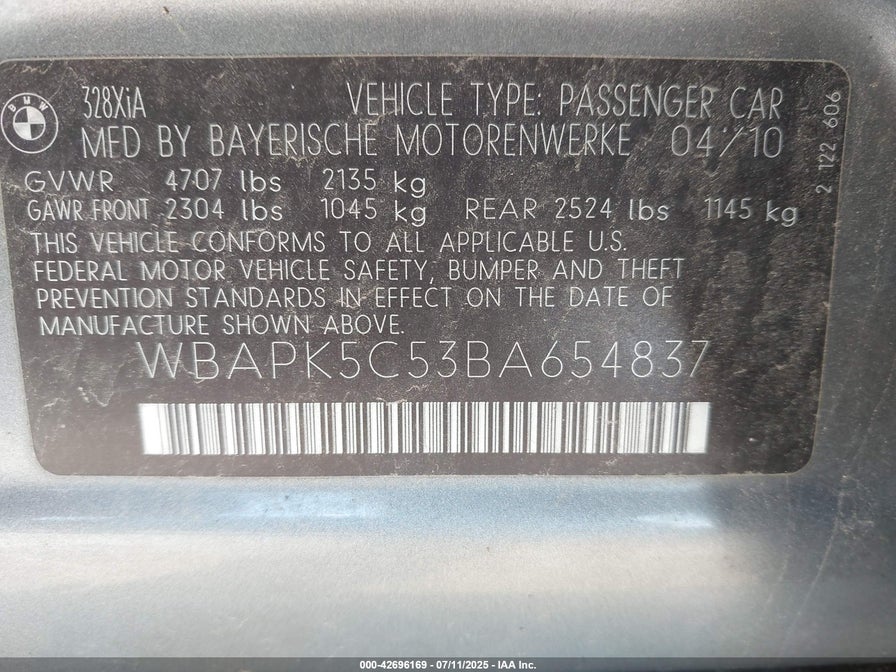 BMW
328XiA VEHICLE TYPE: PASSENGER CAR
MFD BY BAYERISCHE MOTORENWERKE 04/10
GVWR 4707 lbs 2135 kg
GAWR FRONT 2304 lbs 1045 kg REAR 2524 lbs 1145 kg
THIS VEHICLE CONFORMS TO ALL APPLICABLE U.S.
FEDERAL MOTOR VEHICLE SAFETY, BUMPER AND THEFT
PREVENTION STANDARDS IN EFFECT ON THE DATE OF
MANUFACTURE SHOWN ABOVE.
WBAPK5C53BA654837
2 122 606
000-42696169 - 07/11/2025 - IAA Inc.